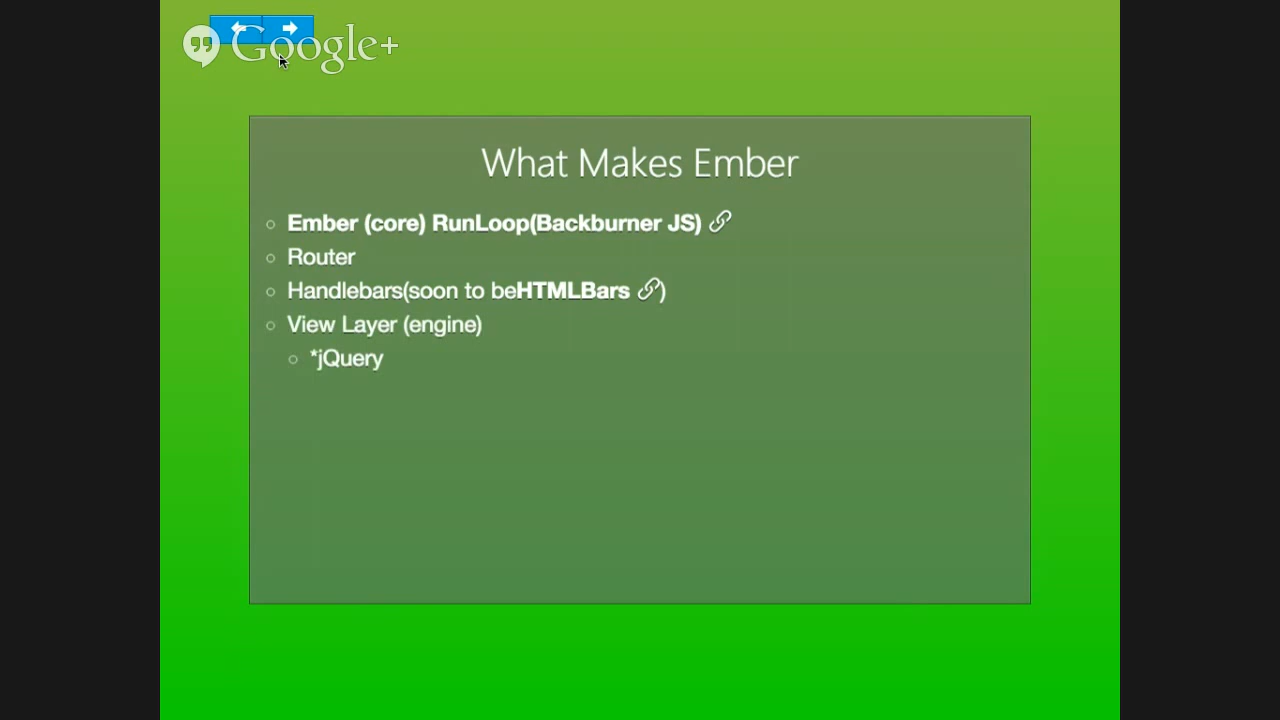 Google+
What Makes Ember
Ember (core) RunLoop(Backburner JS)
Router
Handlebars(soon to beHTMLBars )
View Layer (engine)
*jQuery